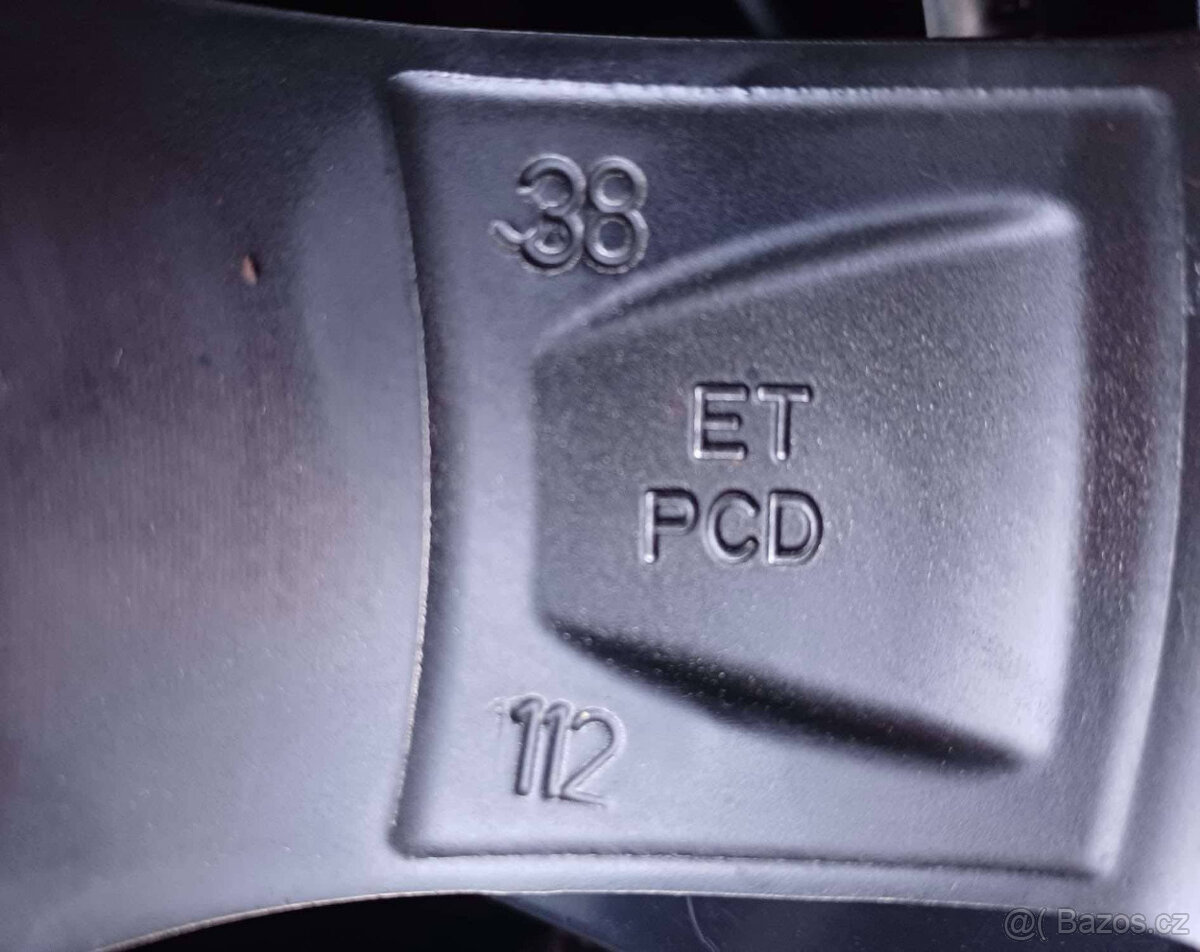 38
ET
PCD
112
@( Bazos.cz